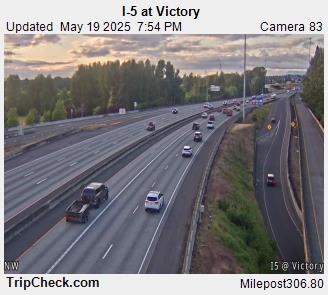 I-5 at Victory
Updated  May 19 2025  7:54 PM
Camera 83
NW
I5 @ Victory
TripCheck.com
Milepost306.80